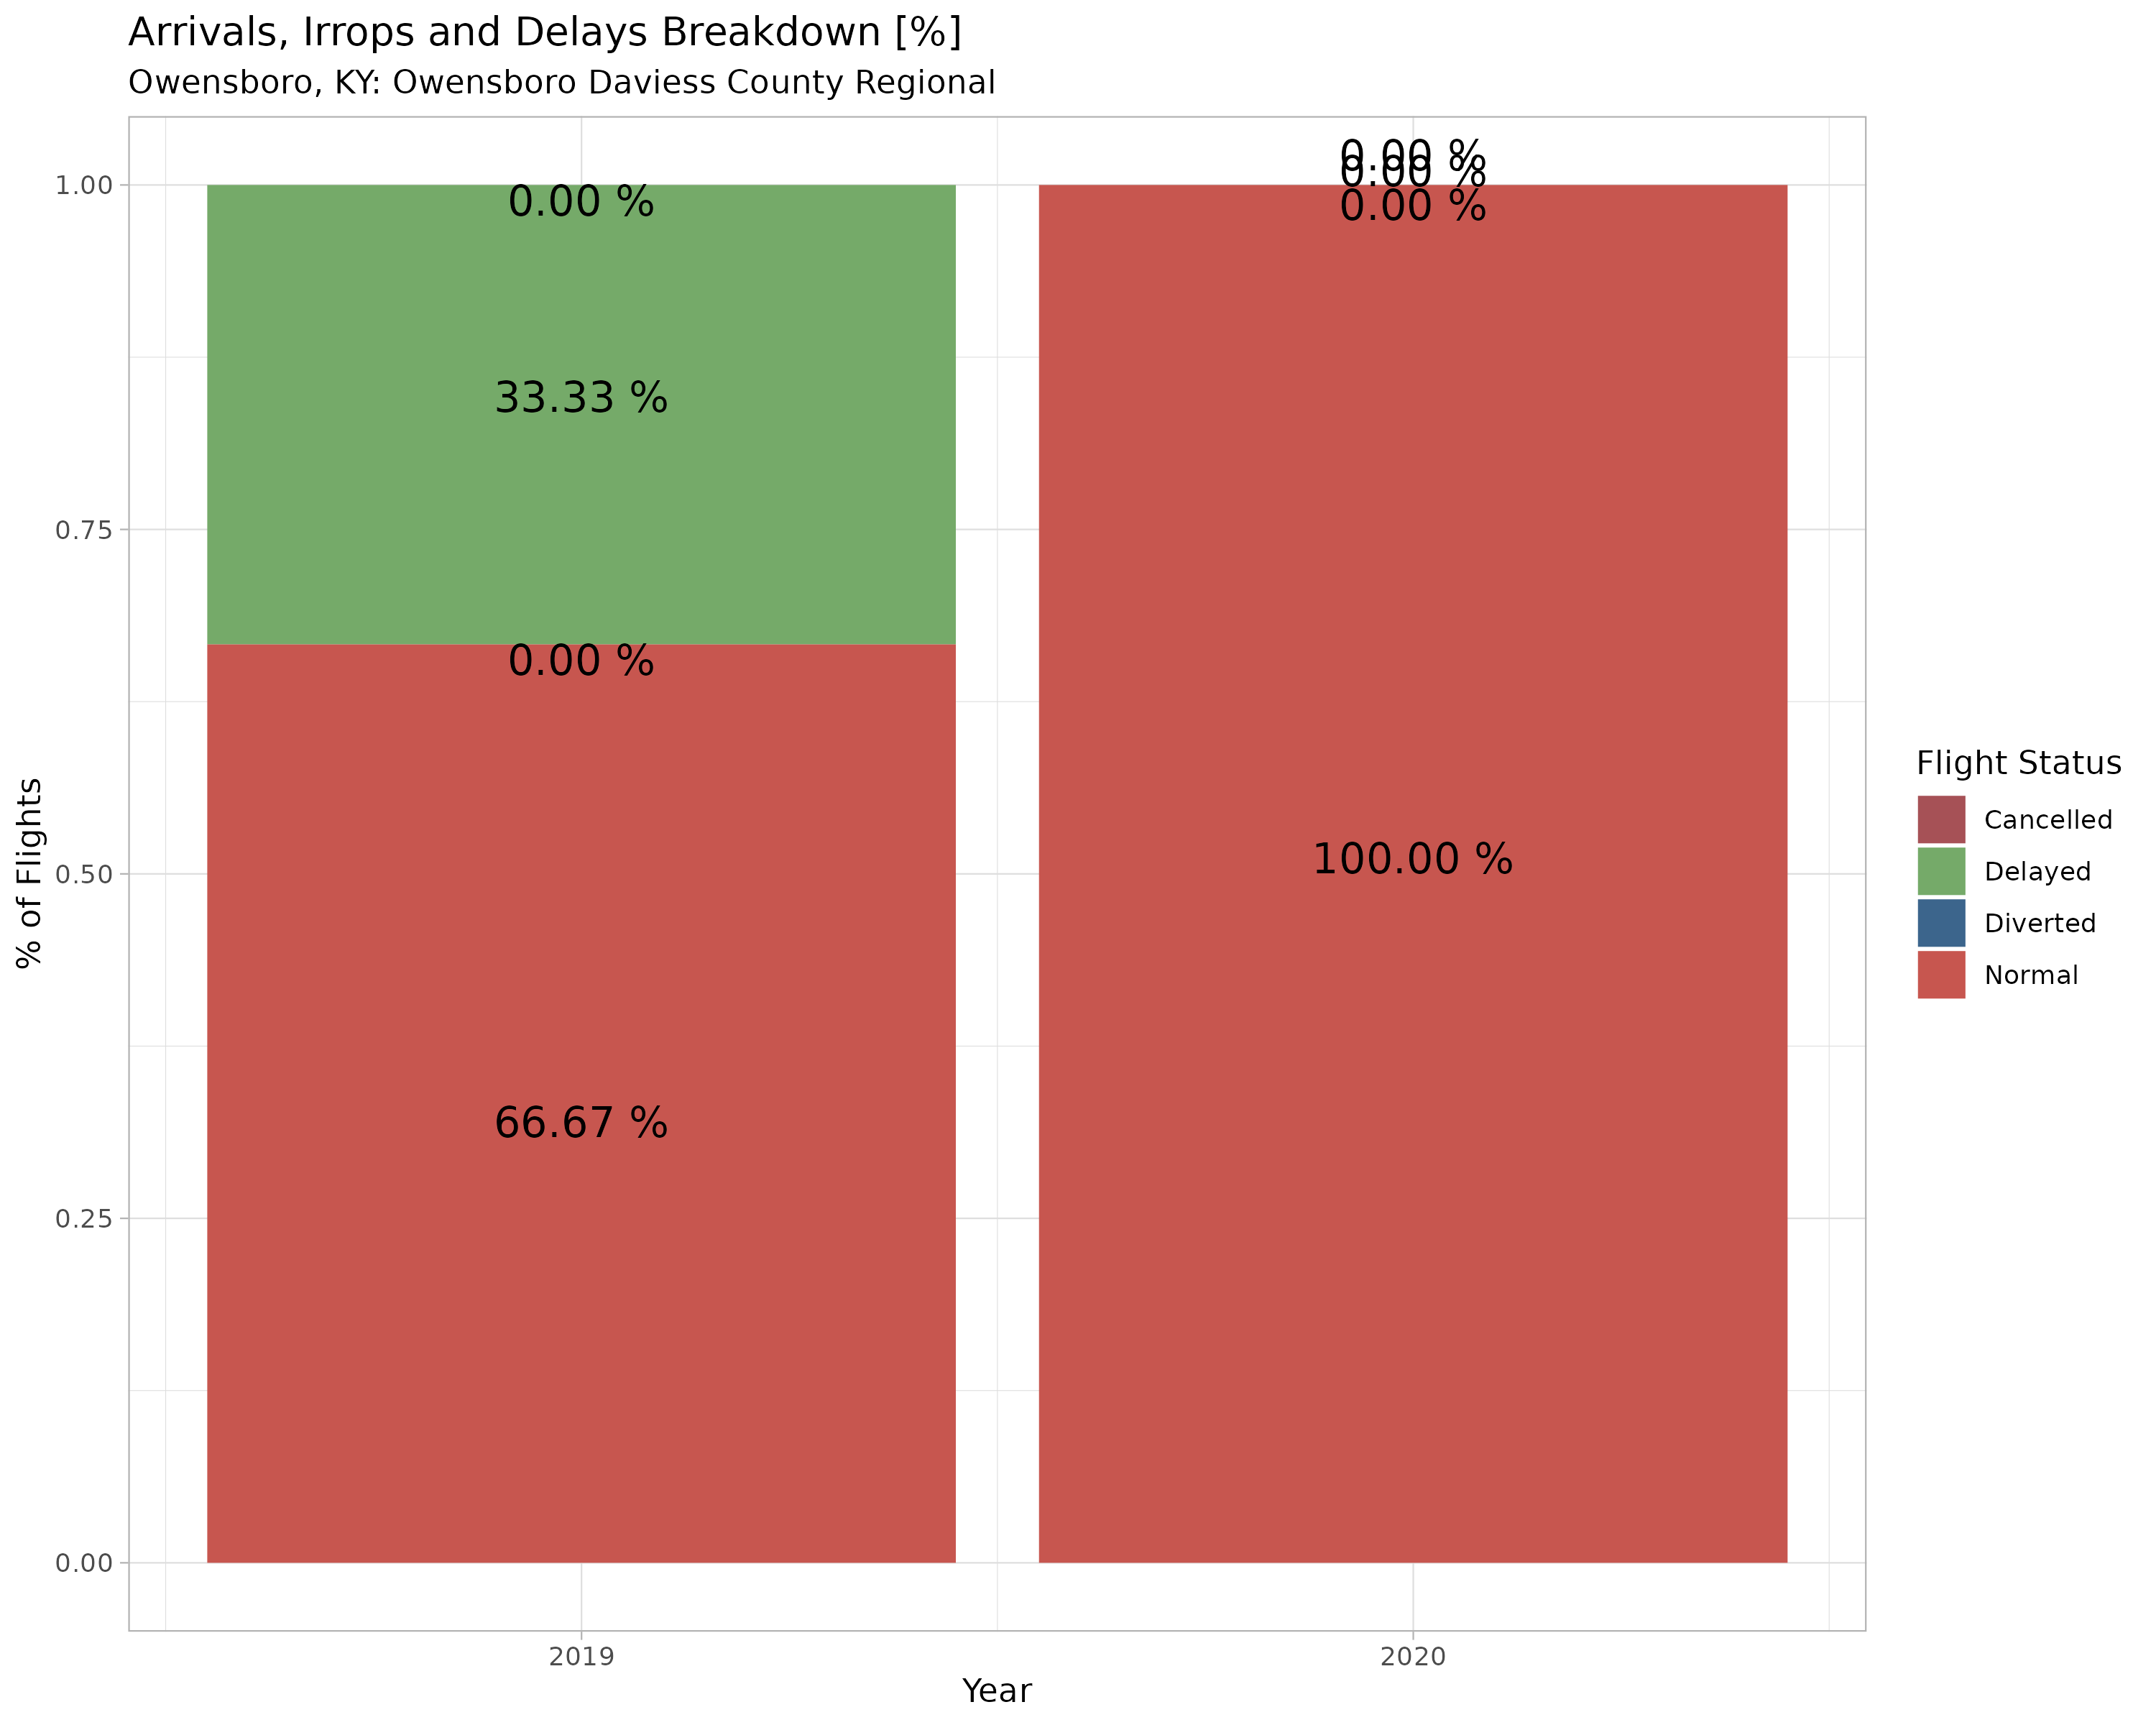 Arrivals, Irrops and Delays Breakdown [%]
Owensboro, KY: Owensboro Daviess County Regional
0.00 %
0.00 %
0.00 %
1.00
0.00 %
33.33 %
0.75
0.00 %
Flight Status
Cancelled
Delayed
Diverted
Normal
% of Flights
0.50
100.00 %
66.67 %
0.25
0.00
2019
2020
Year